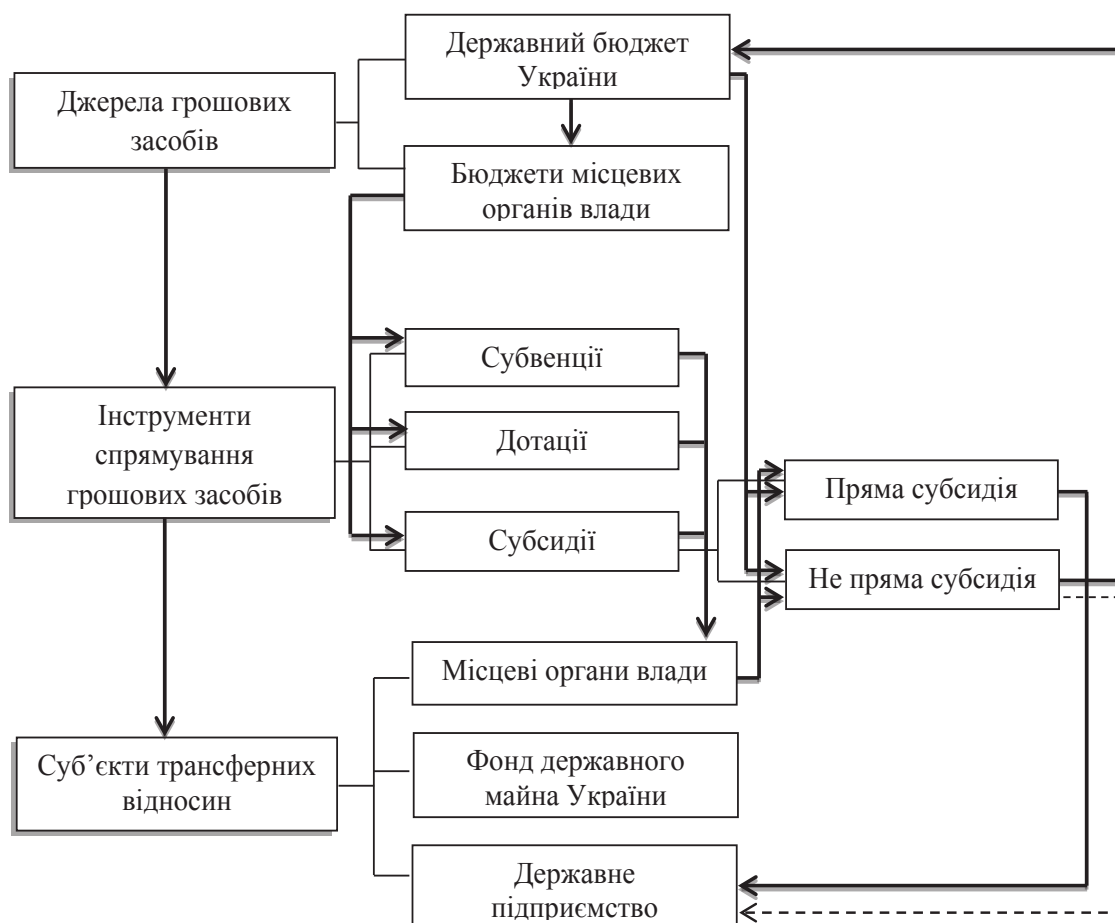 Державний бюджет
України
Джерела грошових
засобів
Бюджети місцевих
органів влади
Субвенції
Інструменти
спрямування
грошових засобів
Дотації
Пряма субсидія
Субсидії
Не пряма субсидія
Місцеві органи влади
Суб’єкти трансферних
відносин
Фонд державного
майна України
Державне
підприємство